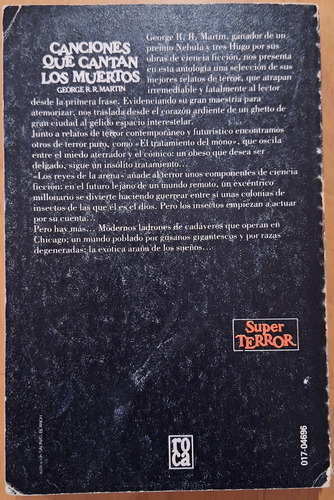 CANCIONES
QUE CANTAN
LOS MUERTOS
GEORGE R.R. MARTIN
George R. R. Martin, ganador de un
premio Nebula y tres Hugo por sus
obras de ciencia ficción, nos presenta
en esta antología una selección de sus
mejores relatos de terror, que atrapan
irremediable y fatalmente al lector
desde la primera frase. Evidenciando su gran maestría para
atemorizar, nos traslada desde el corazón ardiente de un ghetto de
gran ciudad al gélido espacio interestelar.
Junto a relatos de terror contemporáneo y futurístico encontramos
otros de terror puro, como «El tratamiento del mono», que oscila
entre el miedo aterrador y el cómico: un obeso que desea ser
delgado, sigue un insólito tratamiento...
«Los reyes de la arena» añade al terror unos componentes de ciencia
ficción: en el futuro lejano de un mundo remoto, un excéntrico
millonario se divierte haciendo guerrear entre sí unas colonias de
insectos de las que él es el dios. Pero los insectos empiezan a actuar
por su cuenta...
Pero hay más... Modernos ladrones de cadáveres que operan en
Chicago; un mundo poblado por gusanos gigantescos y por razas
degeneradas; la exótica araña de los sueños...
Super
TERROR
017-04696
ro
ca